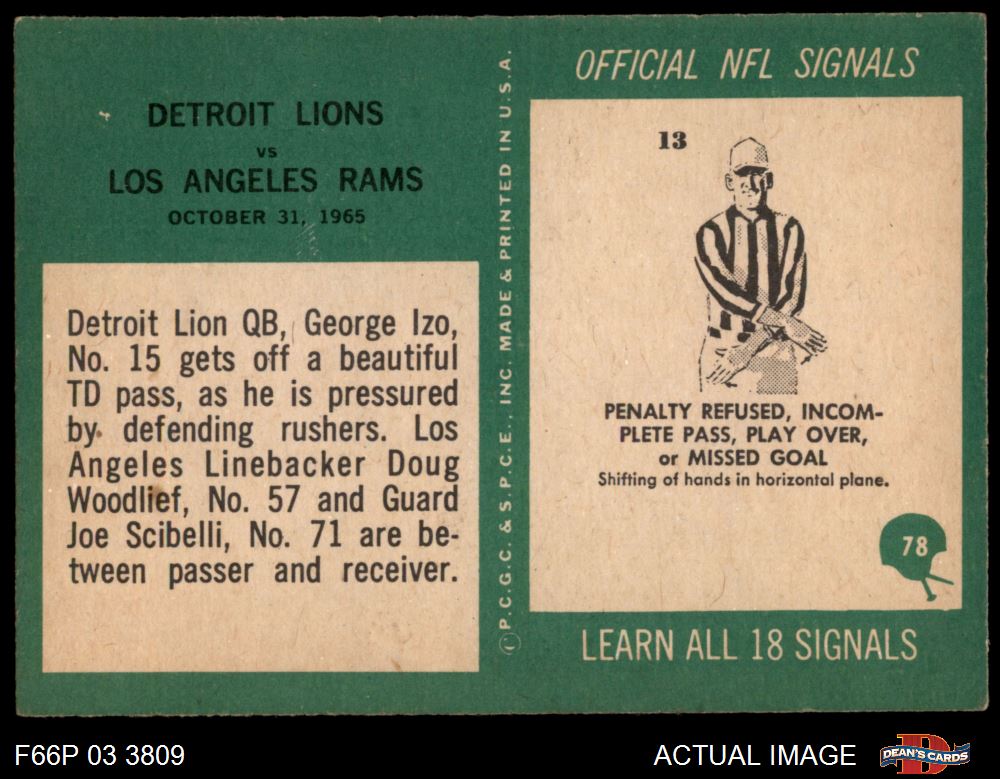 DETROIT LIONS
VS
LOS ANGELES RAMS
OCTOBER 31, 1965
Detroit Lion QB, George Izo,
No. 15 gets off a beautiful
TD pass, as he is pressured
by defending rushers. Los
Angeles Linebacker Doug
Woodlief, No. 57 and Guard
Joe Scibelli, No. 71 are be-
tween passer and receiver.
©P.C.G.C. & S.P.C.E., INC. MADE & PRINTED IN U.S.A.
OFFICIAL NFL SIGNALS
13
PENALTY REFUSED, INCOM-
PLETE PASS, PLAY OVER,
or MISSED GOAL
Shifting of hands in horizontal plane.
78
LEARN ALL 18 SIGNALS
F66P 03 3809
ACTUAL IMAGE
DEAN'S CARDS